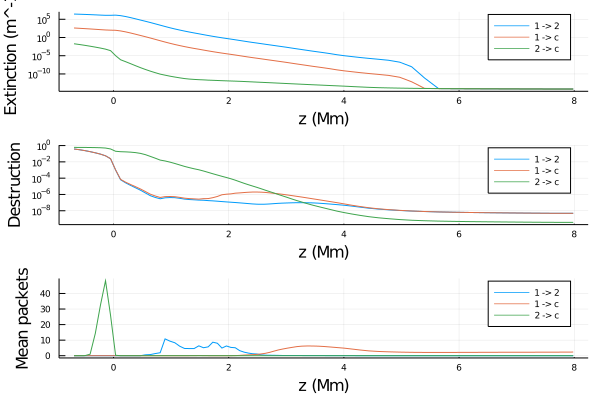 Extinction (m^-
10^5
10^0
10^-5
10^-10
0 2 4 6 8
z (Mm)
1 -> 2
1 -> c
2 -> c
Destruction
10^0
10^-2
10^-4
10^-6
10^-8
0 2 4 6 8
z (Mm)
1 -> 2
1 -> c
2 -> c
Mean packets
40
30
20
10
0
0 2 4 6 8
z (Mm)
1 -> 2
1 -> c
2 -> c